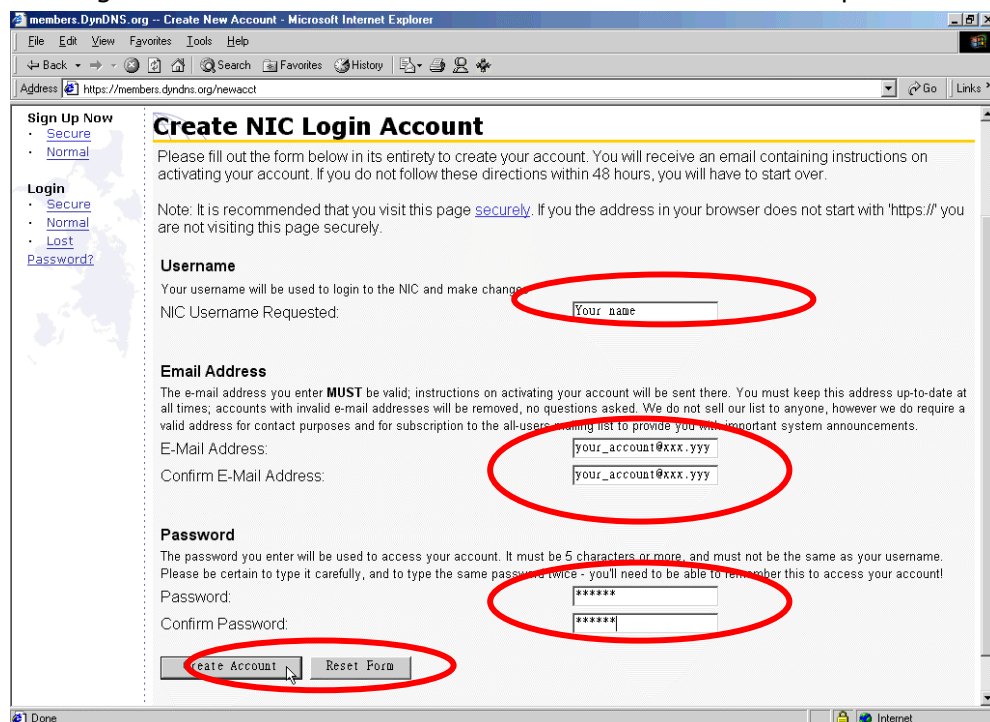 members.DynDNS.org -- Create New Account - Microsoft Internet Explorer
File Edit View Favorites Tools Help
Back Search Favorites History
Address https://members.dyndns.org/newacct Go Links
Sign Up Now
· Secure
· Normal
Login
· Secure
· Normal
· Lost
Password?
Create NIC Login Account
Please fill out the form below in its entirety to create your account. You will receive an email containing instructions on
activating your account. If you do not follow these directions within 48 hours, you will have to start over.
Note: It is recommended that you visit this page securely. If you the address in your browser does not start with 'https://' you
are not visiting this page securely.
Username
Your username will be used to login to the NIC and make changes
NIC Username Requested: Your name
Email Address
The e-mail address you enter MUST be valid; instructions on activating your account will be sent there. You must keep this address up-to-date at
all times; accounts with invalid e-mail addresses will be removed, no questions asked. We do not sell our list to anyone, however we do require a
valid address for contact purposes and for subscription to the all-users mailing list to provide you with important system announcements.
E-Mail Address: your_account@xxx.yyy
Confirm E-Mail Address: your_account@xxx.yyy
Password
The password you enter will be used to access your account. It must be 5 characters or more, and must not be the same as your username.
Please be certain to type it carefully, and to type the same password twice - you'll need to be able to remember this to access your account!
Password: ******
Confirm Password: ******
Create Account Reset Form
Done Internet